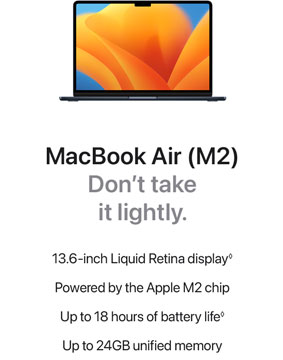 MacBook Air (M2)
Don’t take
it lightly.
13.6-inch Liquid Retina display◊
Powered by the Apple M2 chip
Up to 18 hours of battery life◊
Up to 24GB unified memory